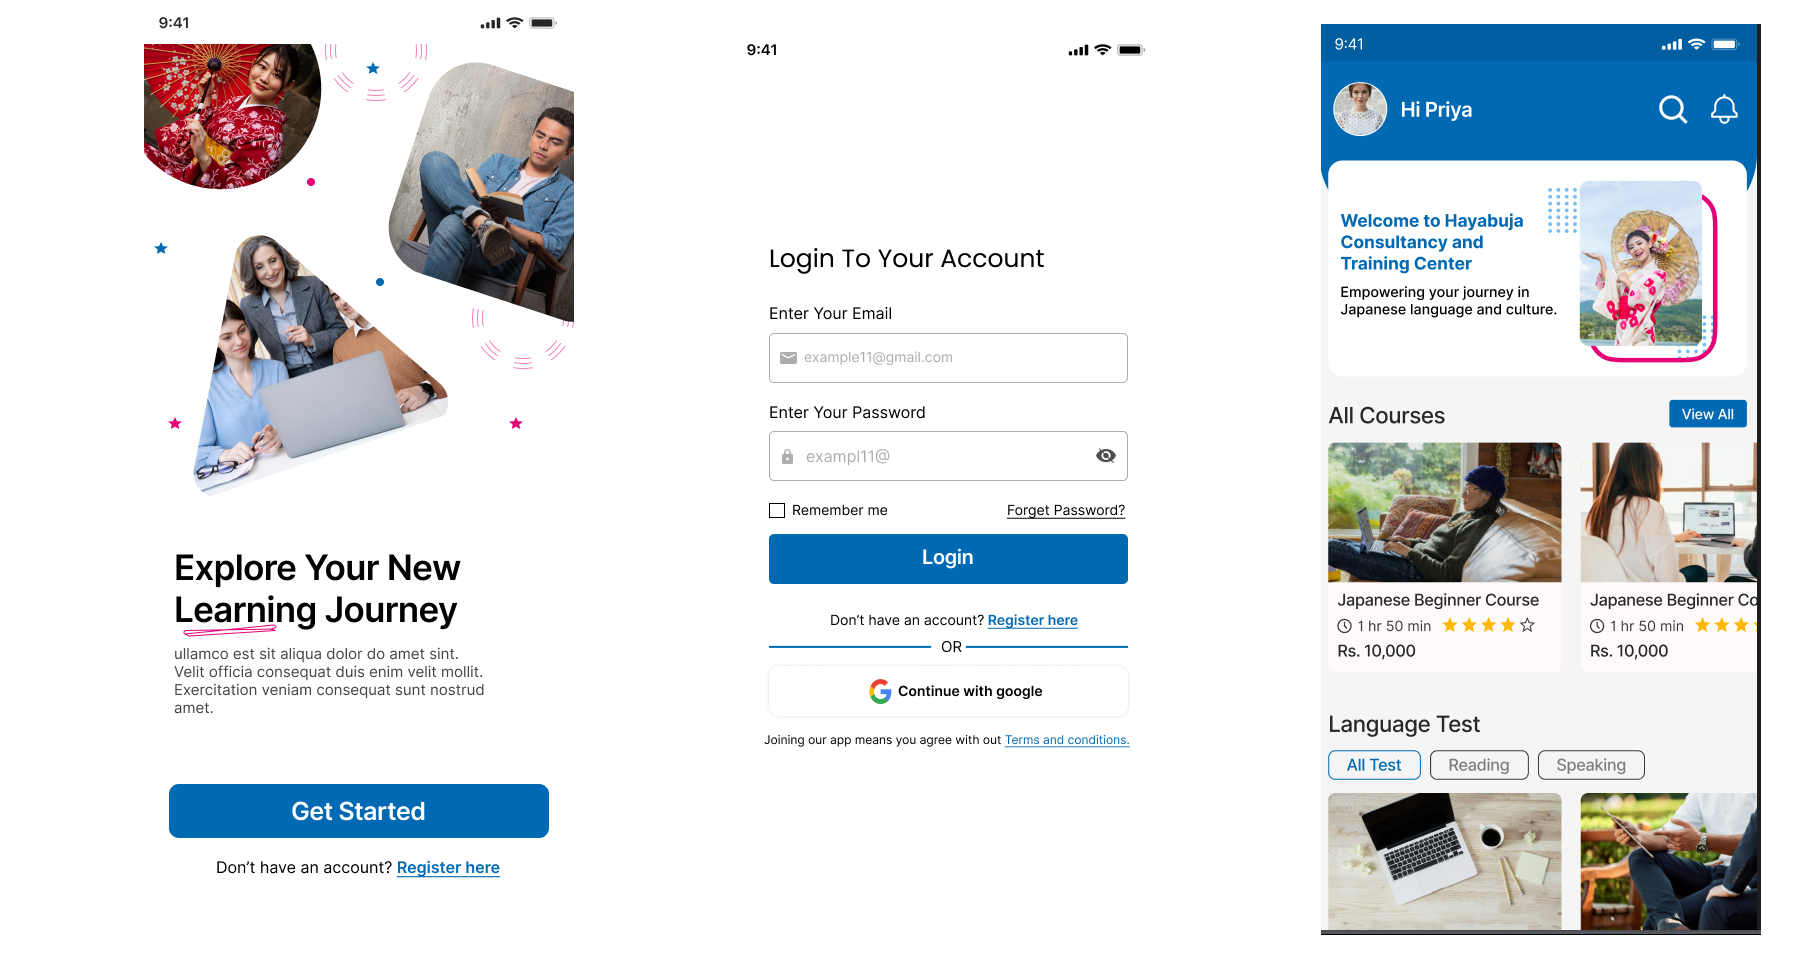 9:41
Explore Your New
Learning Journey
ullamco est sit aliqua dolor do amet sint.
Velit officia consequat duis enim velit mollit.
Exercitation veniam consequat sunt nostrud
amet.
Get Started
Don't have an account? Register here
9:41
Login To Your Account
Enter Your Email
example11@gmail.com
Enter Your Password
exampl11@
Remember me
Forget Password?
Login
Don't have an account? Register here
OR
Continue with google
Joining our app means you agree with out Terms and conditions.
9:41
Hi Priya
Welcome to Hayabuja
Consultancy and
Training Center
Empowering your journey in
Japanese language and culture.
All Courses
View All
Japanese Beginner Course
1 hr 50 min
Rs. 10,000
Japanese Beginner Co
1 hr 50 min
Rs. 10,000
Language Test
All Test
Reading
Speaking